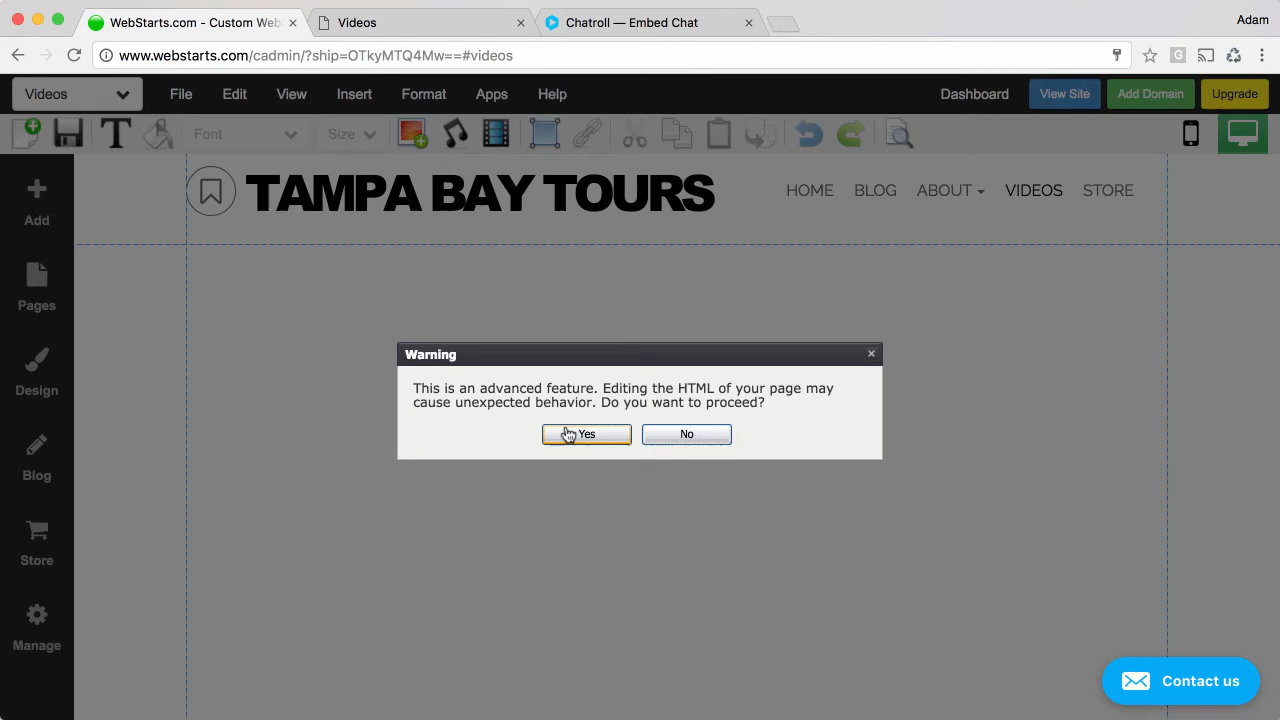 WebStarts.com - Custom Web
Videos
Chatroll — Embed Chat
Adam
www.webstarts.com/cadmin/?ship=OTkyMTQ4Mw==#videos
Videos
File
Edit
View
Insert
Format
Apps
Help
Dashboard
View Site
Add Domain
Upgrade
Font
Size
Add
Pages
Design
Blog
Store
Manage
TAMPA BAY TOURS
HOME
BLOG
ABOUT
VIDEOS
STORE
Warning
This is an advanced feature. Editing the HTML of your page may
cause unexpected behavior. Do you want to proceed?
Yes
No
Contact us